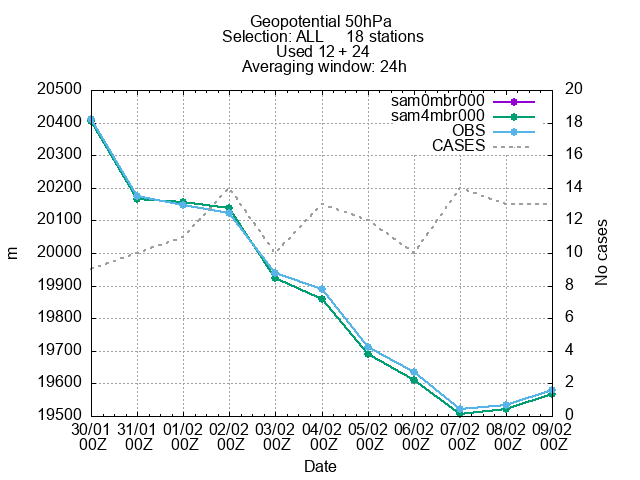 Geopotential 50hPa
Selection: ALL 18 stations
Used 12 + 24
Averaging window: 24h
20500
20400
20300
20200
20100
20000
19900
19800
19700
19600
19500
m
20
18
16
14
12
10
8
6
4
2
0
No cases
sam0mbr000
sam4mbr000
OBS
CASES
30/01 31/01 01/02 02/02 03/02 04/02 05/02 06/02 07/02 08/02 09/02
00Z 00Z 00Z 00Z 00Z 00Z 00Z 00Z 00Z 00Z 00Z
Date